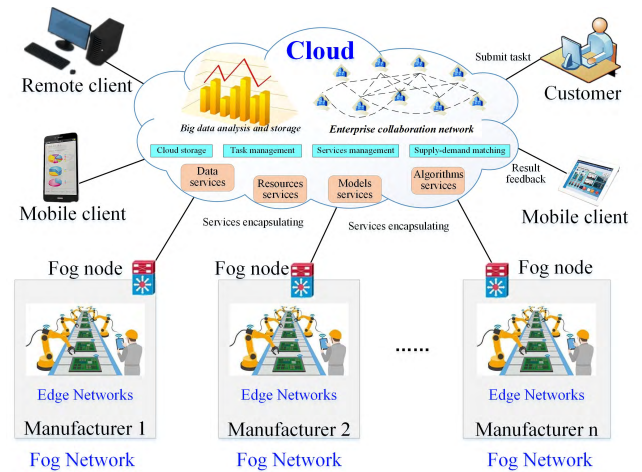 Cloud
Submit taskt
Remote client
Customer
Big data analysis and storage
Enterprise collaboration network
Cloud storage
Task management
Services management
Supply-demand matching
Data
services
Resources
services
Models
services
Algorithms
services
Result
feedback
Mobile client
Mobile client
Services encapsulating
Services encapsulating
Fog node
Fog node
Fog node
......
Edge Networks
Edge Networks
Edge Networks
Manufacturer 1
Manufacturer 2
Manufacturer n
Fog Network
Fog Network
Fog Network